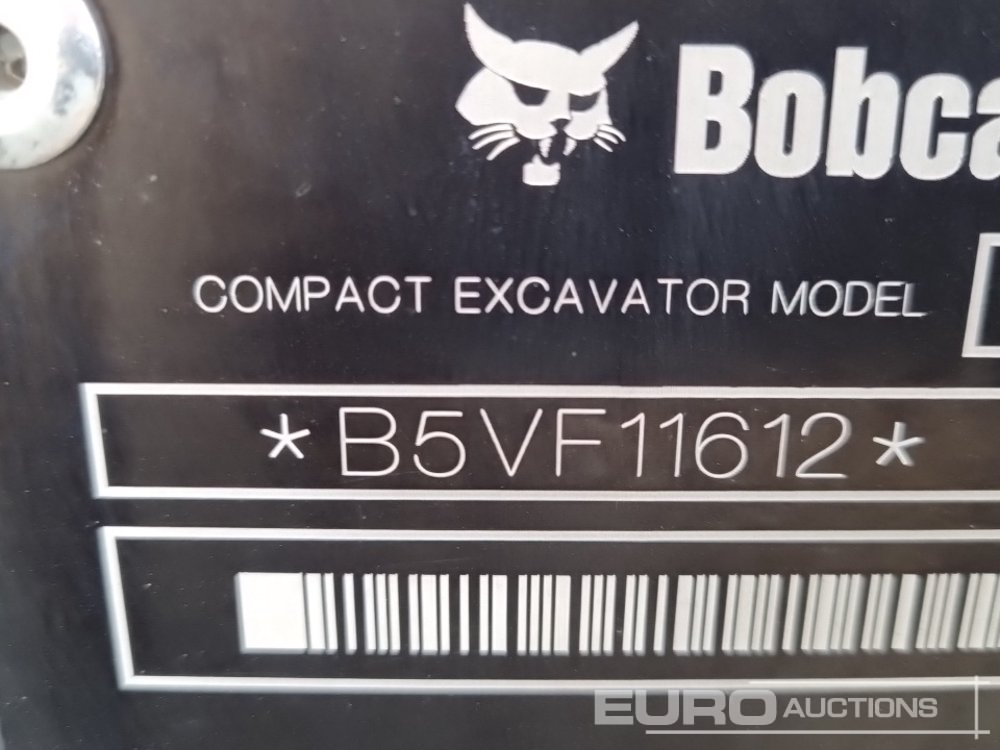 Bobca
COMPACT EXCAVATOR MODEL
*B5VF11612*
EURO AUCTIONS